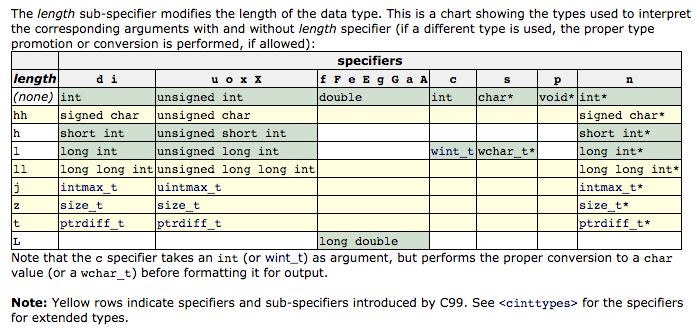 The length sub-specifier modifies the length of the data type. This is a chart showing the types used to interpret
the corresponding arguments with and without length specifier (if a different type is used, the proper type
promotion or conversion is performed, if allowed):
specifiers
length d i u o x X f F e E g G a A c s p n
(none) int unsigned int double int char* void* int*
hh signed char unsigned char signed char*
h short int unsigned short int short int*
l long int unsigned long int wint_t wchar_t* long int*
ll long long int unsigned long long int long long int*
j intmax_t uintmax_t intmax_t*
z size_t size_t size_t*
t ptrdiff_t ptrdiff_t ptrdiff_t*
L long double
Note that the c specifier takes an int (or wint_t) as argument, but performs the proper conversion to a char
value (or a wchar_t) before formatting it for output.
Note: Yellow rows indicate specifiers and sub-specifiers introduced by C99. See <cinttypes> for the specifiers
for extended types.